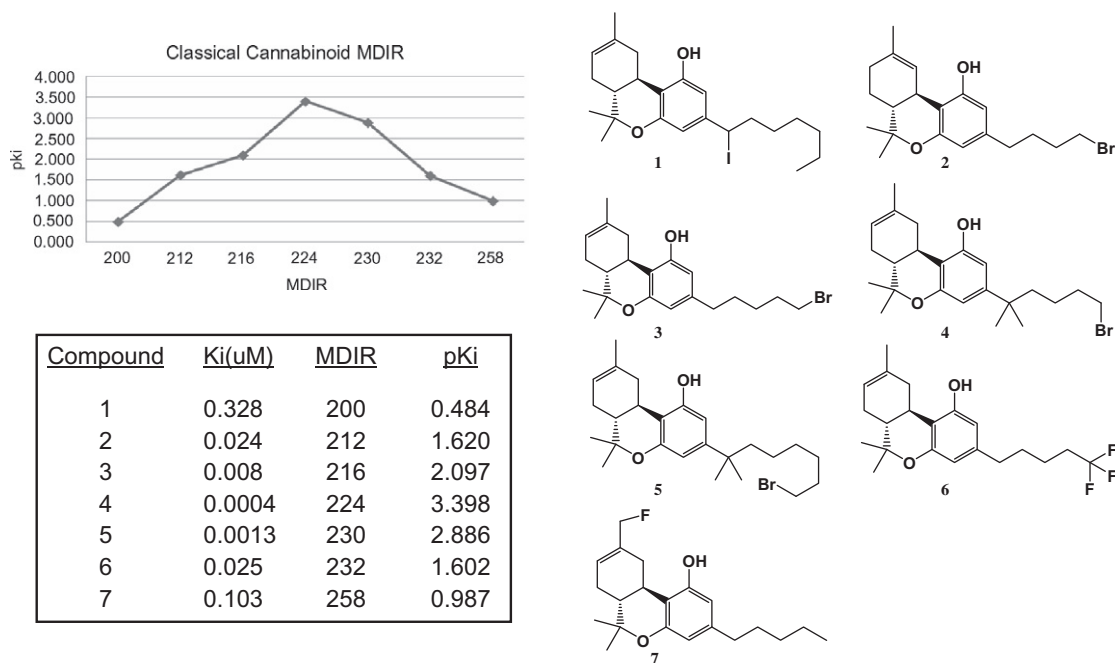 Classical Cannabinoid MDIR
4.000
3.500
3.000
2.500
2.000
1.500
1.000
0.500
0.000
pki
200 212 216 224 230 232 258
MDIR
Compound Ki(uM) MDIR pKi
1 0.328 200 0.484
2 0.024 212 1.620
3 0.008 216 2.097
4 0.0004 224 3.398
5 0.0013 230 2.886
6 0.025 232 1.602
7 0.103 258 0.987
OH
O
I
1
OH
O
Br
2
OH
O
Br
3
OH
O
Br
4
OH
O
Br
5
OH
O
F
F
F
6
F
OH
O
7